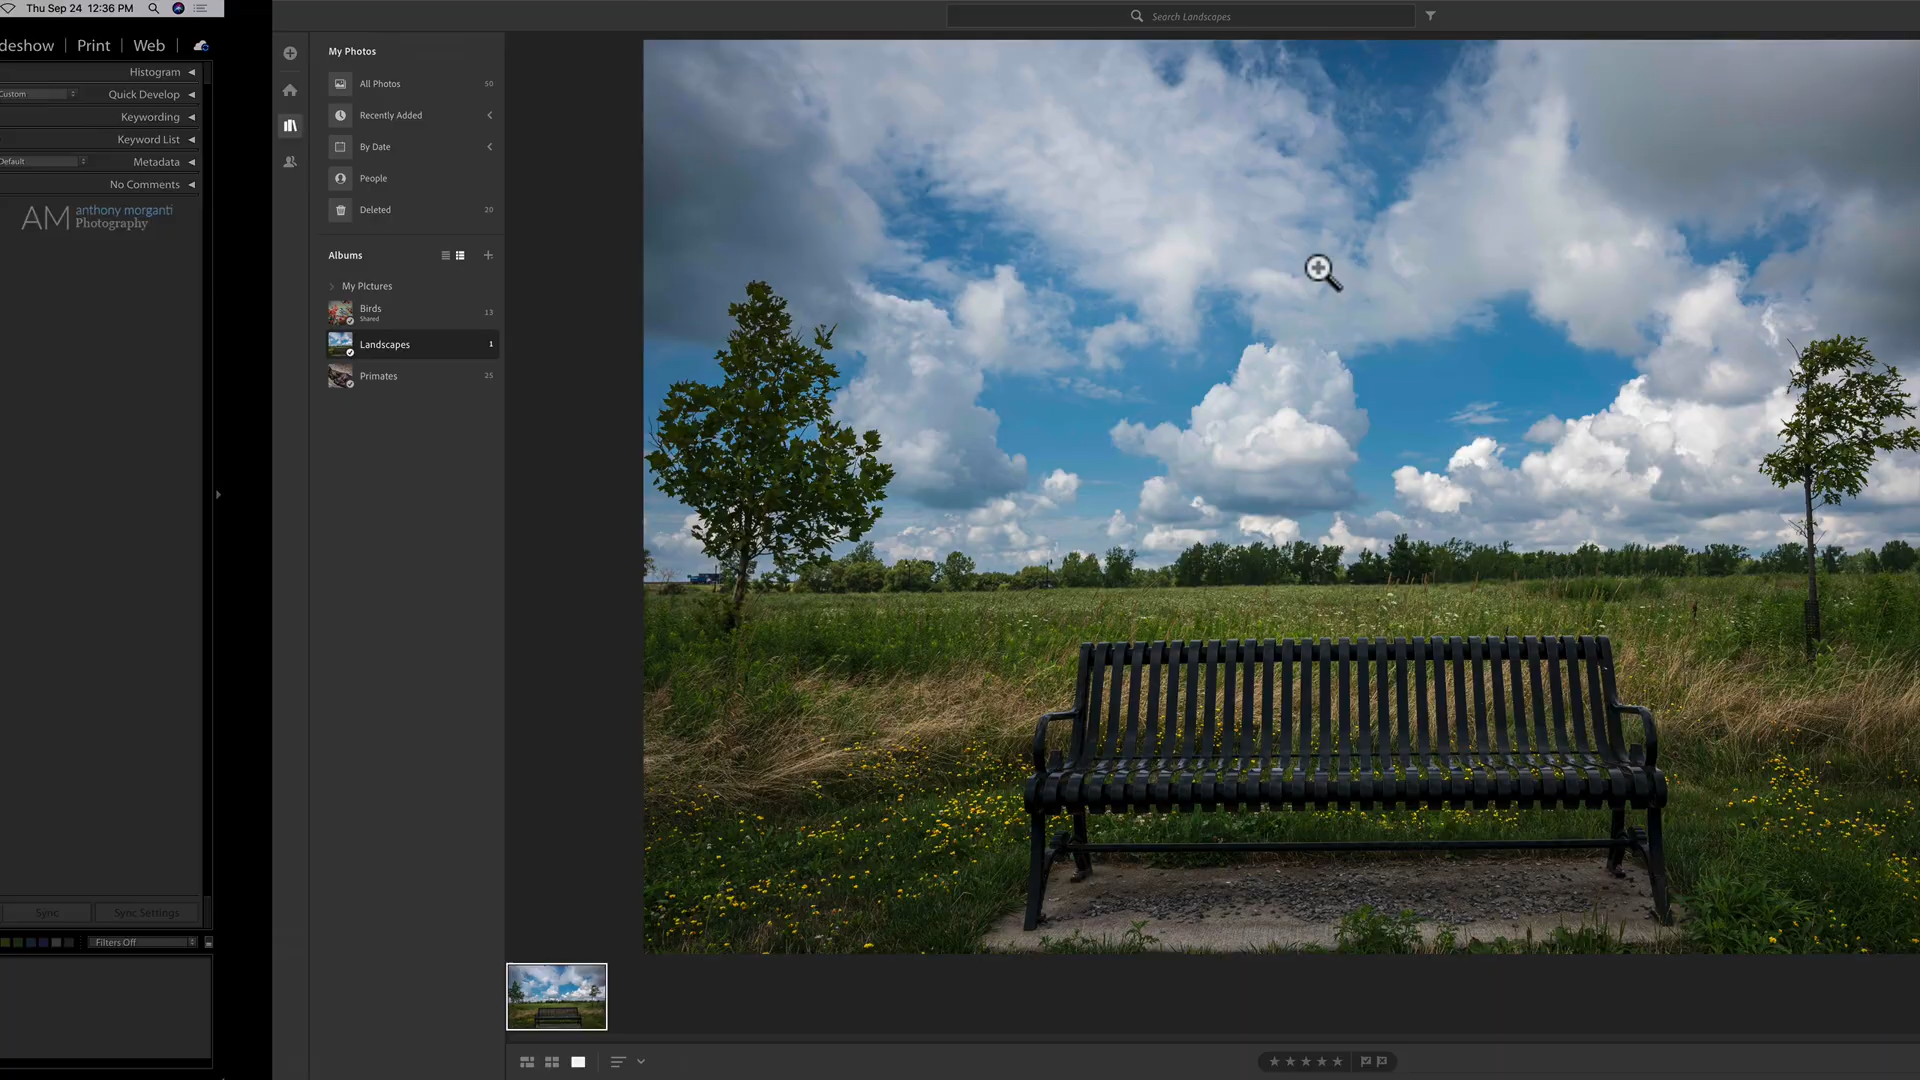 Thu Sep 24 12:36 PM
deshow | Print | Web
Histogram
Custom
Quick Develop
Keywording
Keyword List
Default
Metadata
No Comments
AM anthony morganti
Photography
Sync
Sync Settings
Filters Off
Search Landscapes
My Photos
All Photos 50
Recently Added
By Date
People
Deleted 20
Albums
My Pictures
Birds 13
Shared
Landscapes 1
Primates 25